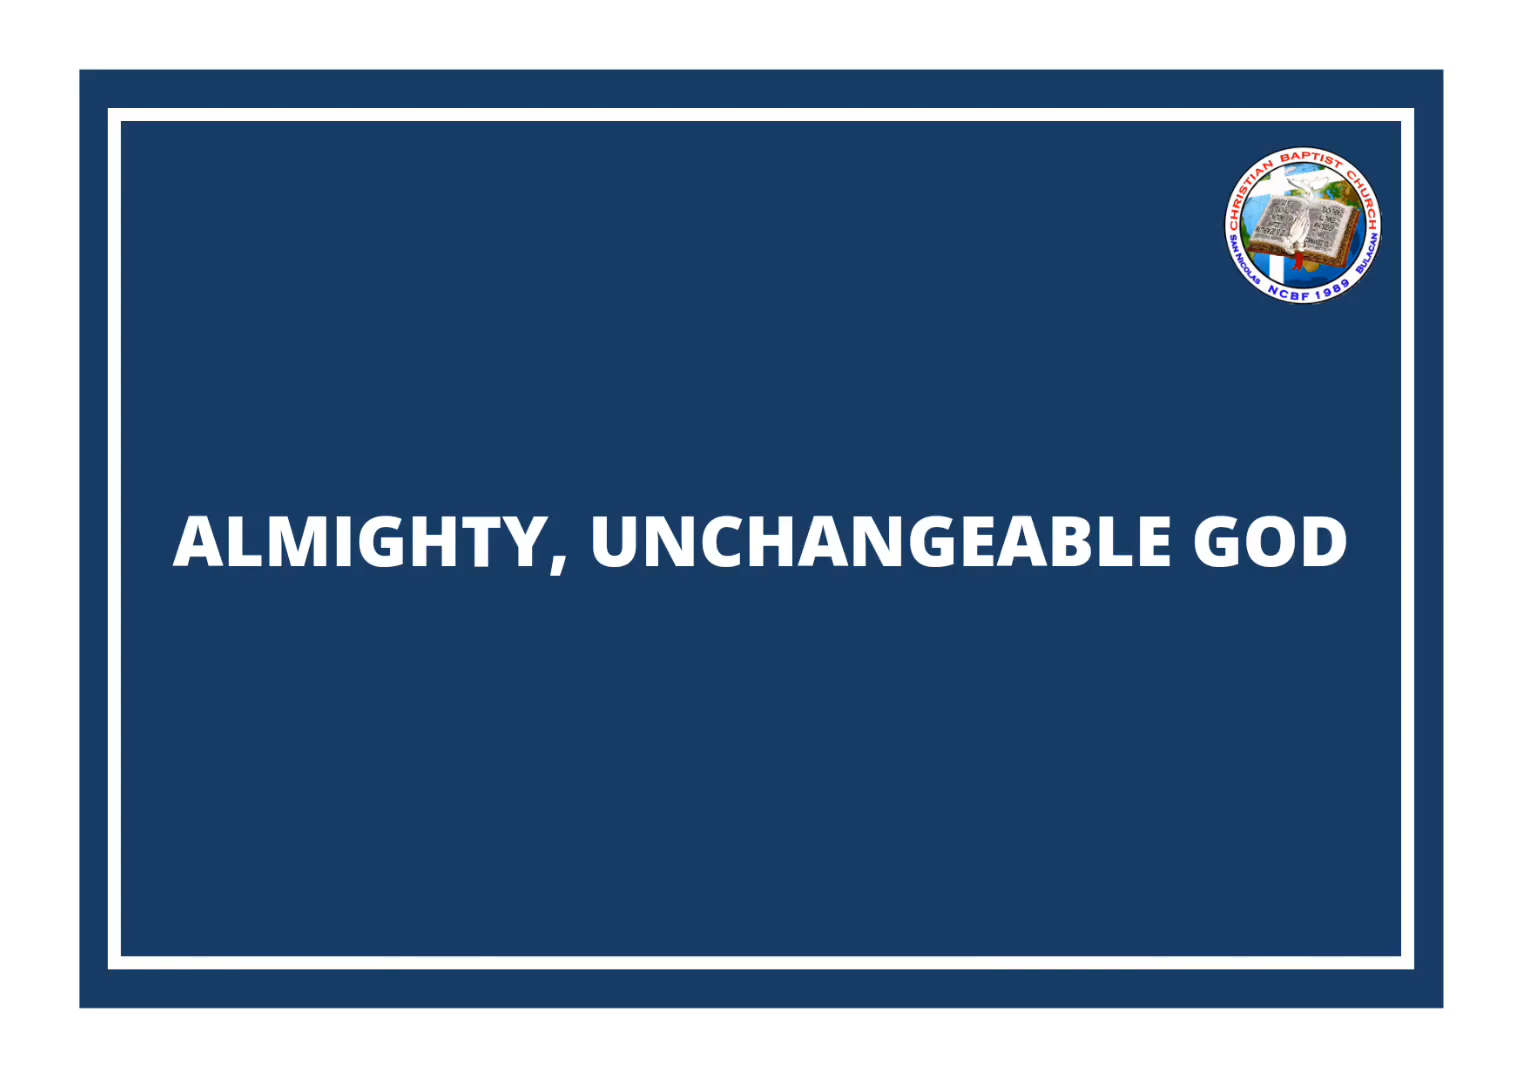 CHRISTIAN BAPTIST CHURCH
SAN NICOLAS NCBF 1989 BULACAN
ALMIGHTY, UNCHANGEABLE GOD